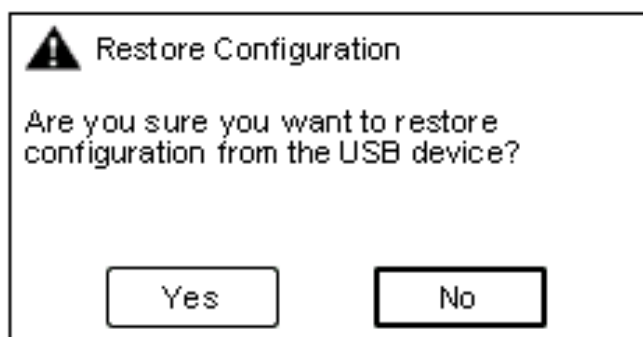 Restore Configuration
Are you sure you want to restore
configuration from the USB device?
Yes
No